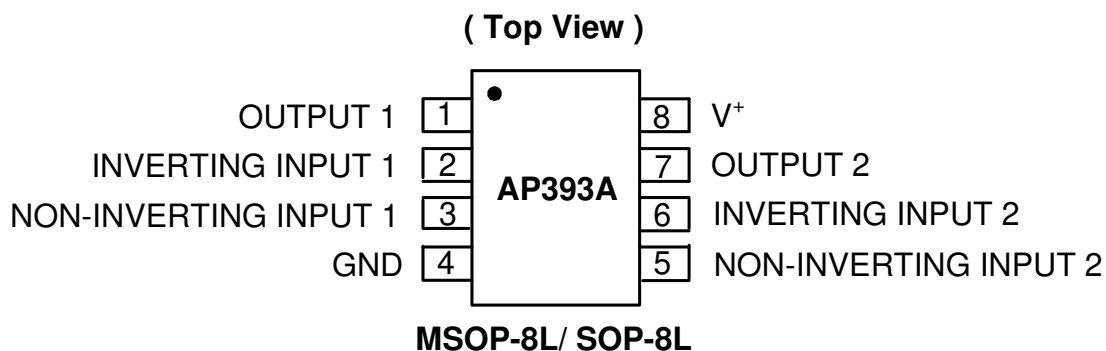 ( Top View )
OUTPUT 1 1 8 V⁺
INVERTING INPUT 1 2 7 OUTPUT 2
AP393A
NON-INVERTING INPUT 1 3 6 INVERTING INPUT 2
GND 4 5 NON-INVERTING INPUT 2
MSOP-8L/ SOP-8L